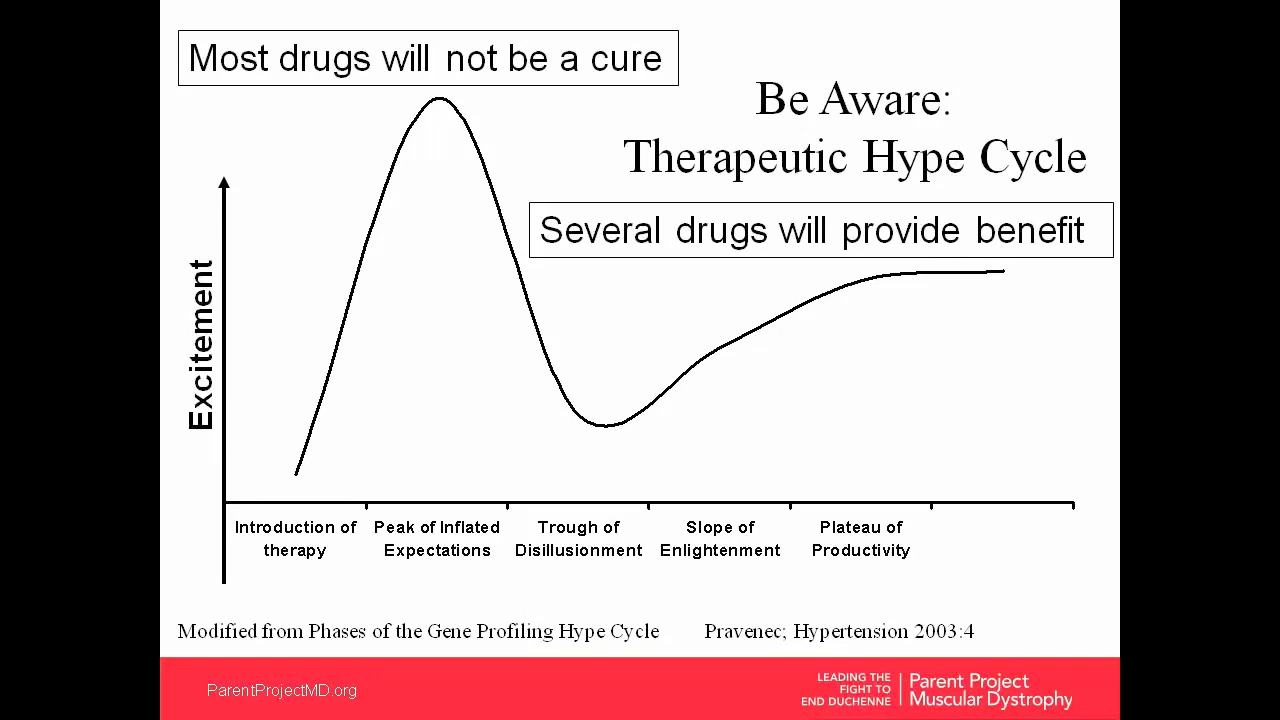 Most drugs will not be a cure
Be Aware:
Therapeutic Hype Cycle
Several drugs will provide benefit
Excitement
Introduction of
therapy
Peak of Inflated
Expectations
Trough of
Disillusionment
Slope of
Enlightenment
Plateau of
Productivity
Modified from Phases of the Gene Profiling Hype Cycle
Pravenec; Hypertension 2003:4
ParentProjectMD.org
LEADING THE
FIGHT TO
END DUCHENNE
Parent Project
Muscular Dystrophy